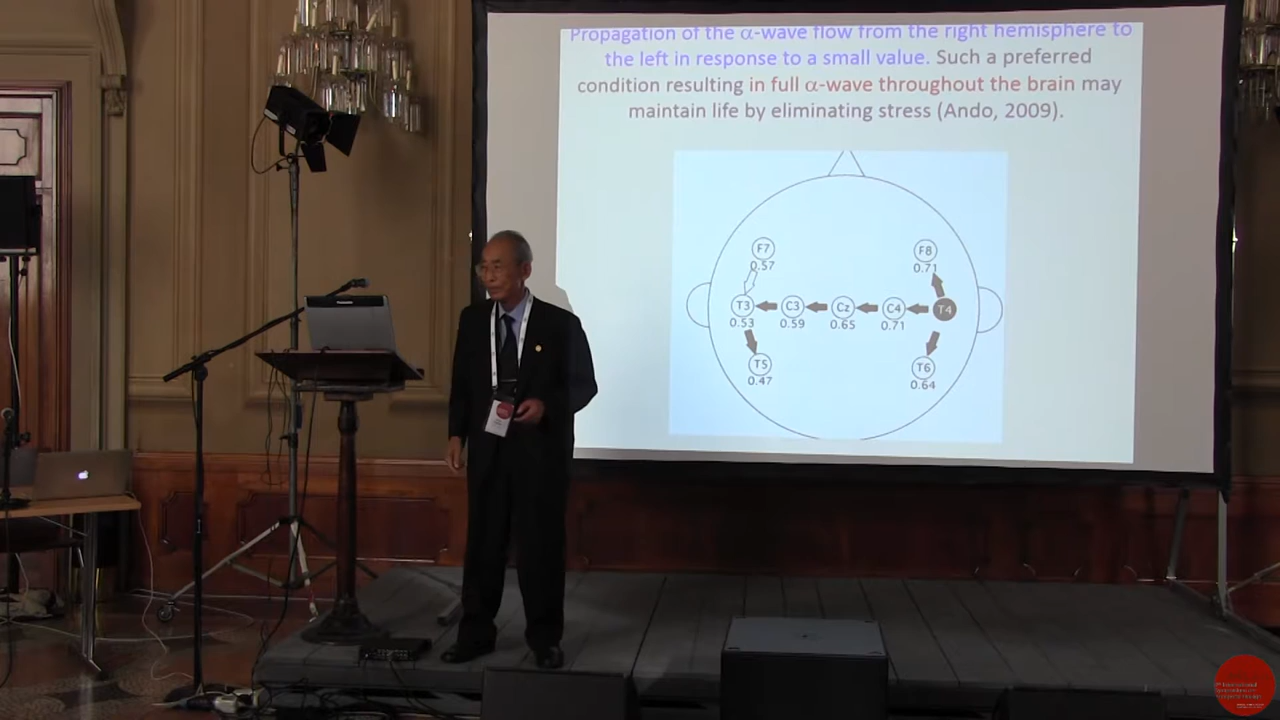 Propagation of the α-wave flow from the right hemisphere to
the left in response to a small value. Such a preferred
condition resulting in full α-wave throughout the brain may
maintain life by eliminating stress (Ando, 2009).
F7
0.57
F8
0.71
T3
0.53
C3
0.59
Cz
0.65
C4
0.71
T4
T5
0.47
T6
0.64
Panasonic